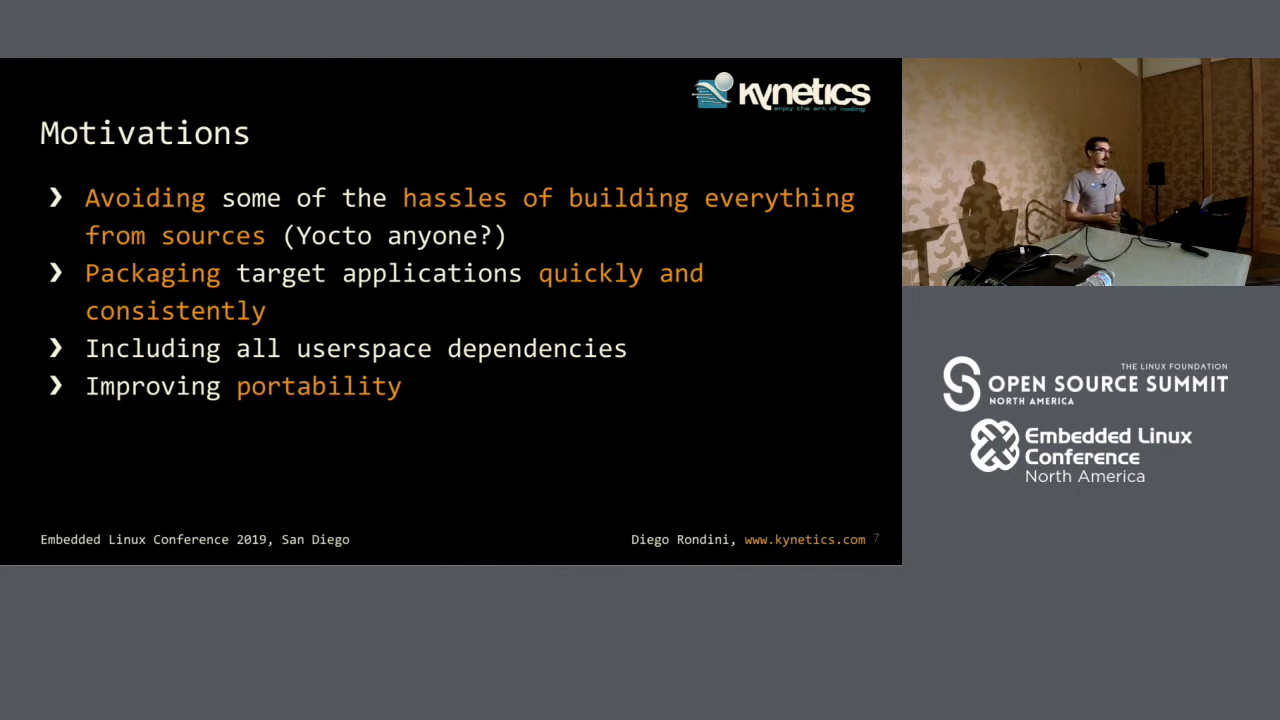 kynetics
enjoy the art of coding
Motivations
❯ Avoiding some of the hassles of building everything
from sources (Yocto anyone?)
❯ Packaging target applications quickly and
consistently
❯ Including all userspace dependencies
❯ Improving portability
Embedded Linux Conference 2019, San Diego
Diego Rondini, www.kynetics.com 7
THE LINUX FOUNDATION
OPEN SOURCE SUMMIT
NORTH AMERICA
Embedded Linux
Conference
North America